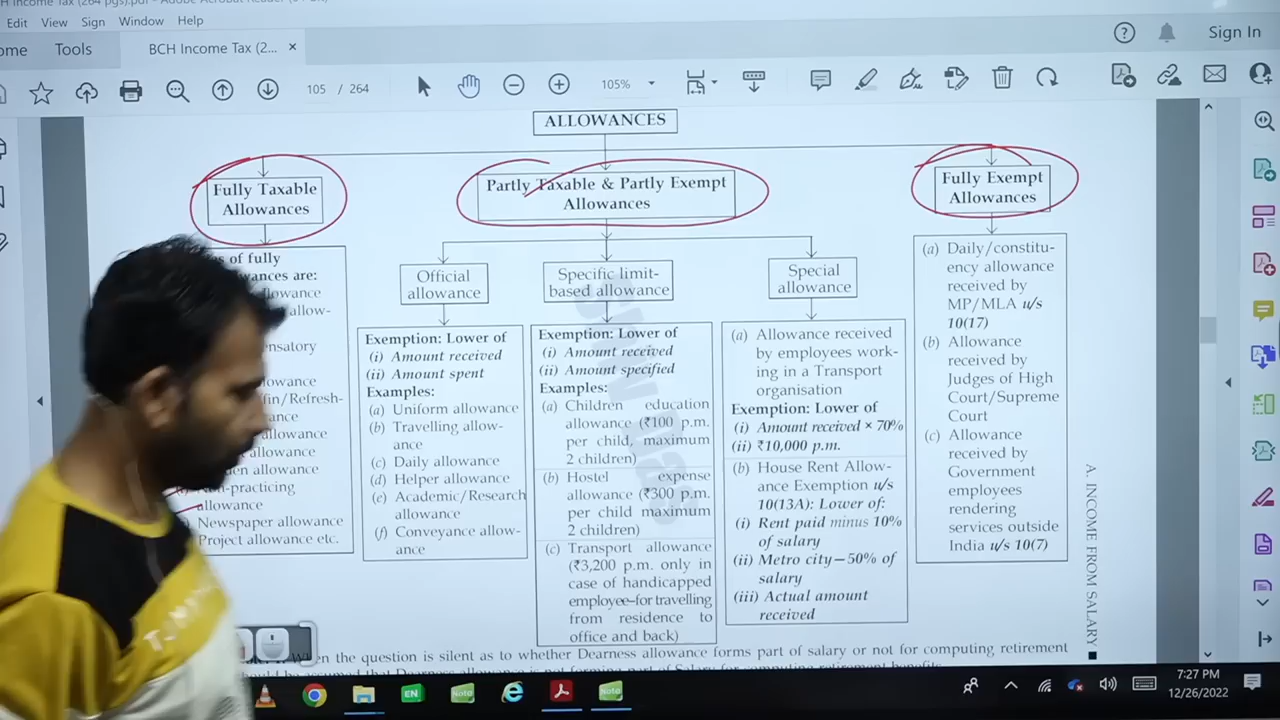 Edit View Sign Window Help
Tools
BCH Income Tax (2... ×
Sign In
105 / 264
105%
ALLOWANCES
Fully Taxable
Allowances
of fully
allow-
Partly Taxable & Partly Exempt
Allowances
Official
allowance
Exemption: Lower of
(i) Amount received
(ii) Amount spent
Examples:
(a) Uniform allowance
(b) Travelling allow-
ance
(c) Daily allowance
(d) Helper allowance
(e) Academic/Research
allowance
(f) Conveyance allow-
ance
Specific limit-
based allowance
Exemption: Lower of
(i) Amount received
(ii) Amount specified
Examples:
(a) Children education
allowance (₹100 p.m.
per child, maximum
2 children)
(b) Hostel expense
allowance (₹300 p.m.
per child maximum
2 children)
(c) Transport allowance
(₹3,200 p.m. only in
case of handicapped
employee–for travelling
from residence to
office and back)
Special
allowance
(a) Allowance received
by employees work-
ing in a Transport
organisation
Exemption: Lower of
(i) Amount received × 70%
(ii) ₹10,000 p.m.
(b) House Rent Allow-
ance Exemption u/s
10(13A): Lower of:
(i) Rent paid minus 10%
of salary
(ii) Metro city—50% of
salary
(iii) Actual amount
received
Fully Exempt
Allowances
(a) Daily/constitu-
ency allowance
received by
MP/MLA u/s
10(17)
(b) Allowance
received by
Judges of High
Court/Supreme
Court
(c) Allowance
received by
Government
employees
rendering
services outside
India u/s 10(7)
allowance
Newspaper allowance
Project allowance etc.
A. INCOME FROM SALARY
When the question is silent as to whether Dearness allowance forms part of salary or not for computing retirement
EN
Note
Note
7:27 PM
12/26/2022